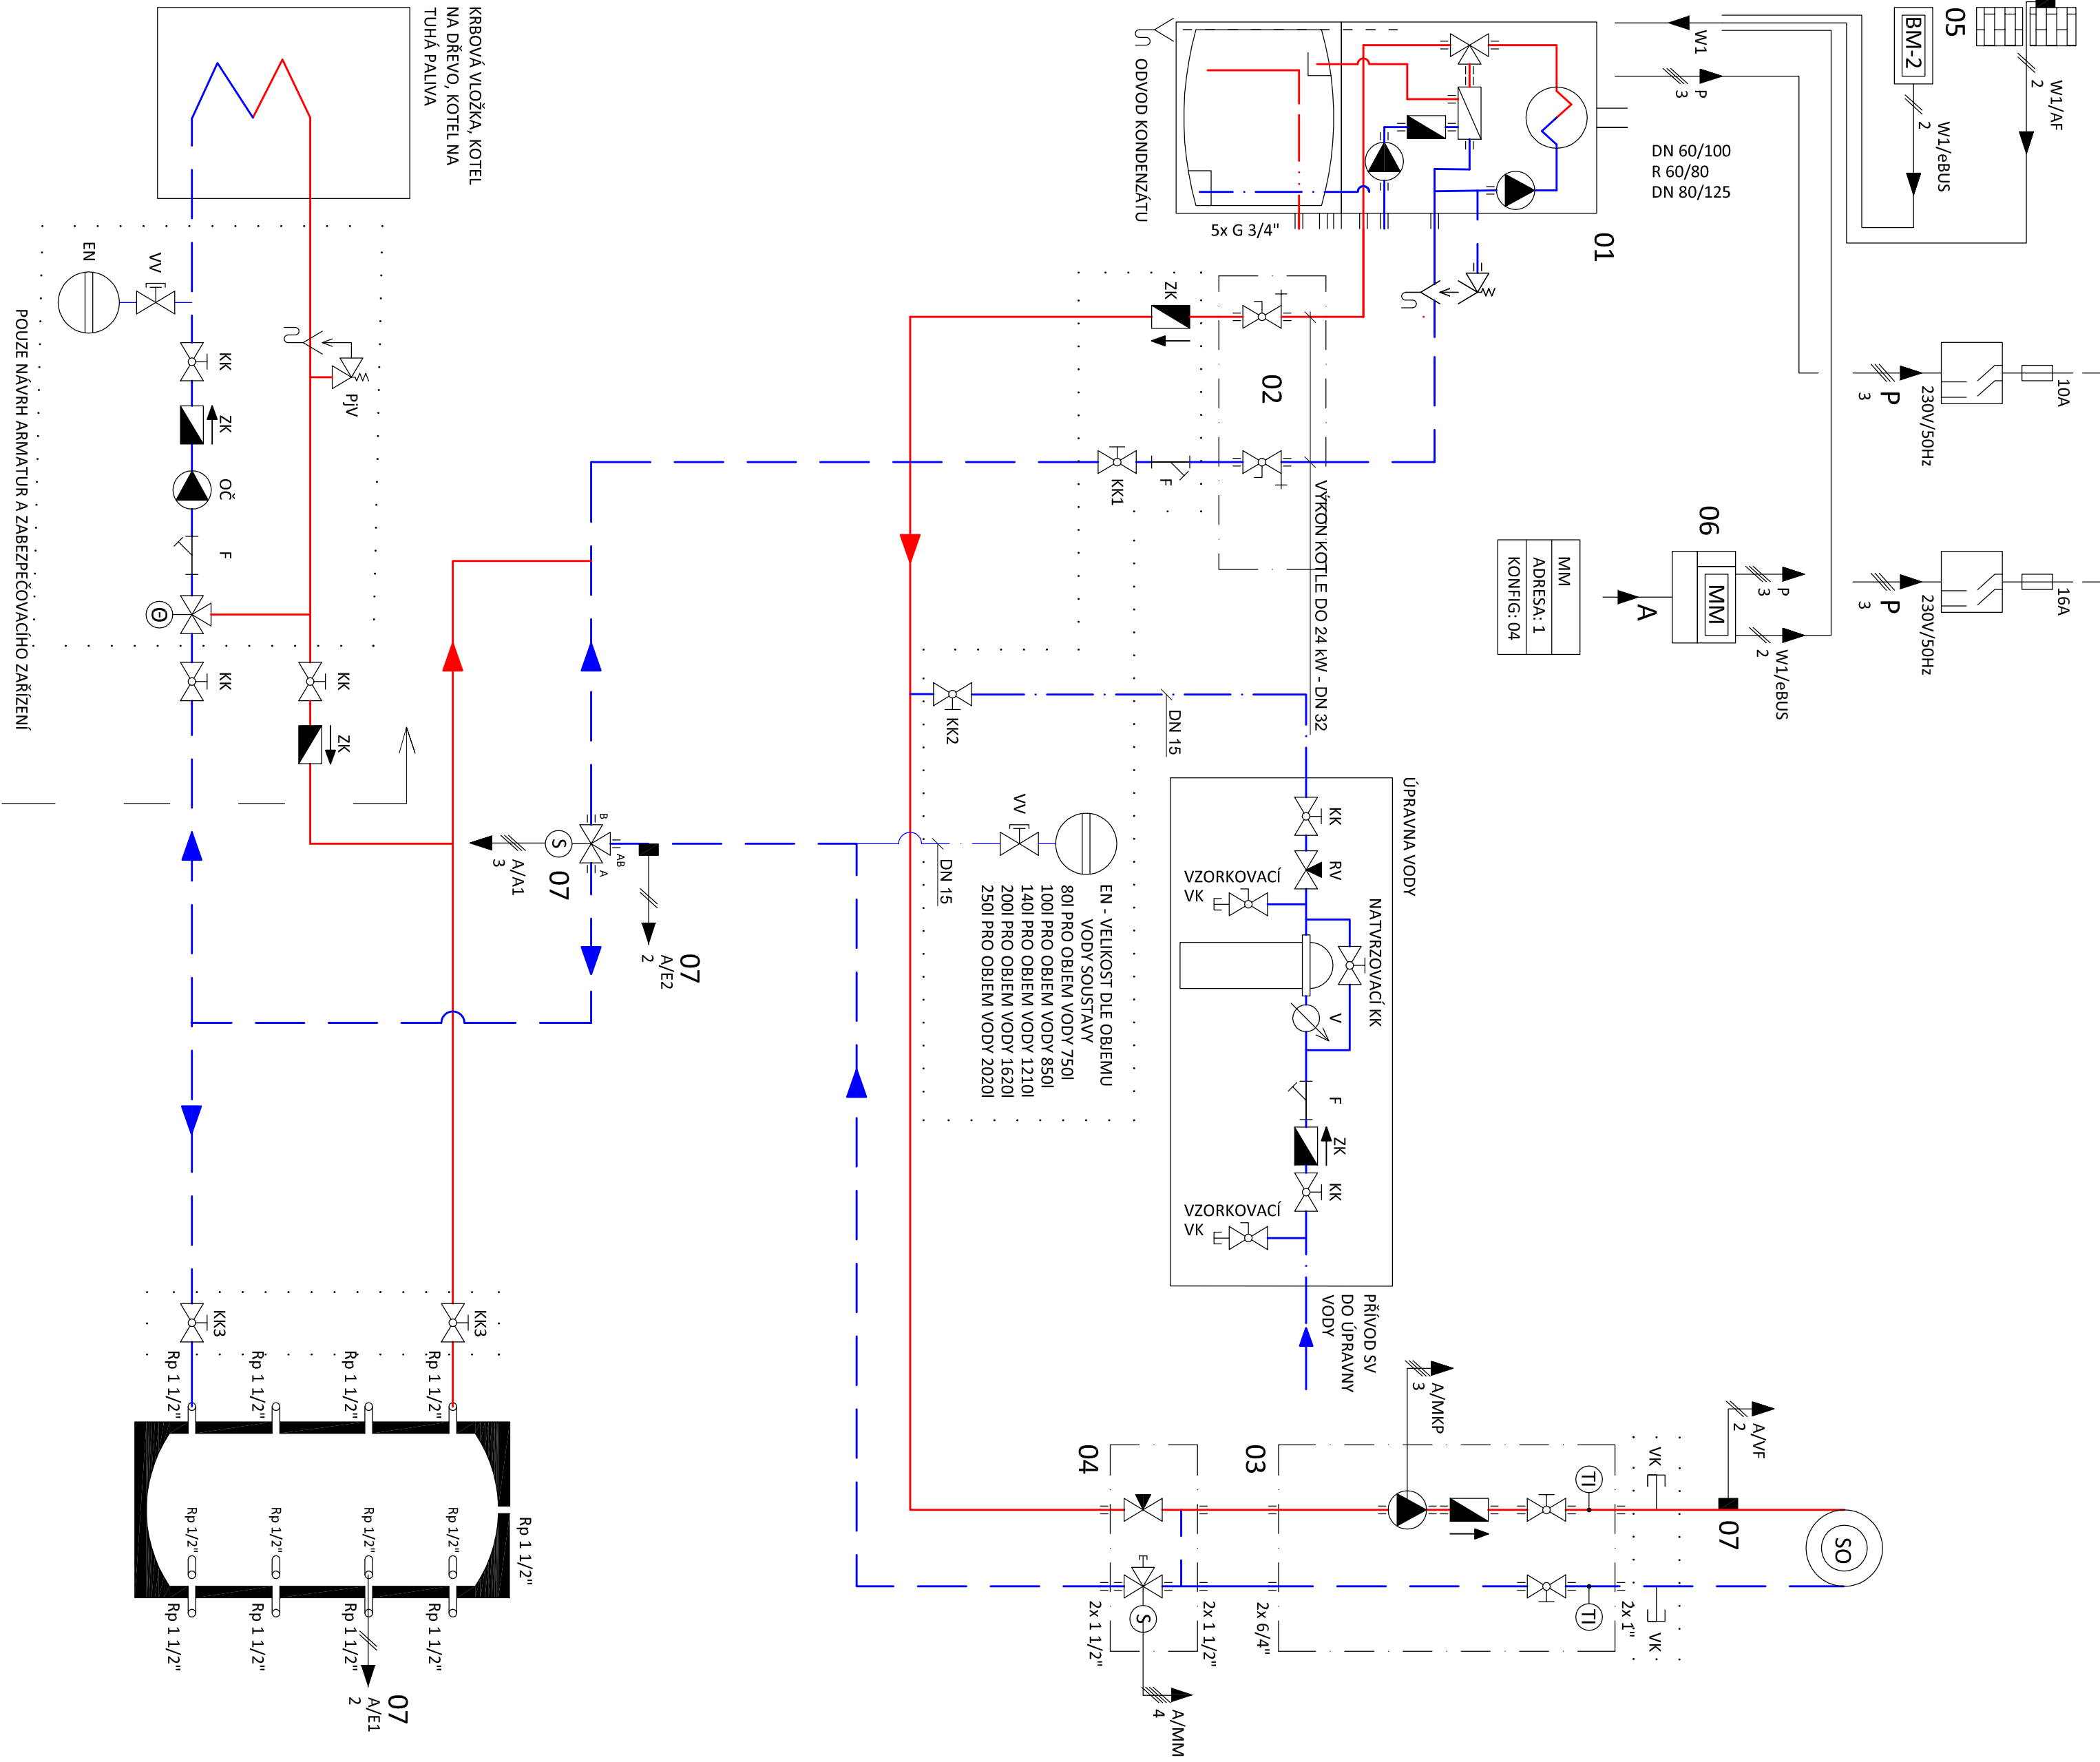 05
BM-2
2
W1/AF
2
W1/eBUS
W1
P
3
DN 60/100
R 60/80
DN 80/125
01
5x G 3/4"
ODVOD KONDENZÁTU
KRBOVÁ VLOŽKA, KOTEL
NA DŘEVO, KOTEL NA
TUHÁ PALIVA
10A
230V/50Hz
P
3
16A
230V/50Hz
P
3
06
MM
P
3
W1/eBUS
2
A
MM
ADRESA: 1
KONFIG: 04
ZK
02
KK1
F
VÝKON KOTLE DO 24 kW - DN 32
KK2
DN 15
EN
VV
KK
ZK
OČ
F
Θ
PjV
KK
KK
ZK
POUZE NÁVRH ARMATUR A ZABEZPEČOVACÍHO ZAŘÍZENÍ
B
AB
A
S
07
A/A1
3
07
A/E2
2
DN 15
VV
EN - VELIKOST DLE OBJEMU
VODY SOUSTAVY
80l PRO OBJEM VODY 750l
100l PRO OBJEM VODY 850l
140l PRO OBJEM VODY 1210l
200l PRO OBJEM VODY 1620l
250l PRO OBJEM VODY 2020l
ÚPRAVNA VODY
KK
RV
VZORKOVACÍ
VK
NATVRZOVACÍ KK
V
F
ZK
KK
VZORKOVACÍ
VK
PŘÍVOD SV
DO ÚPRAVNY
VODY
A/MKP
3
A/VF
2
VK
TI
03
04
07
SO
TI
VK
2x 1"
2x 6/4"
2x 1 1/2"
2x 1 1/2"
S
A/MM
4
KK3
KK3
Rp 1 1/2"
Rp 1 1/2"
Rp 1 1/2"
Rp 1 1/2"
Rp 1/2"
Rp 1/2"
Rp 1/2"
Rp 1/2"
Rp 1 1/2"
Rp 1 1/2"
Rp 1 1/2"
Rp 1 1/2"
Rp 1 1/2"
07
A/E1
2